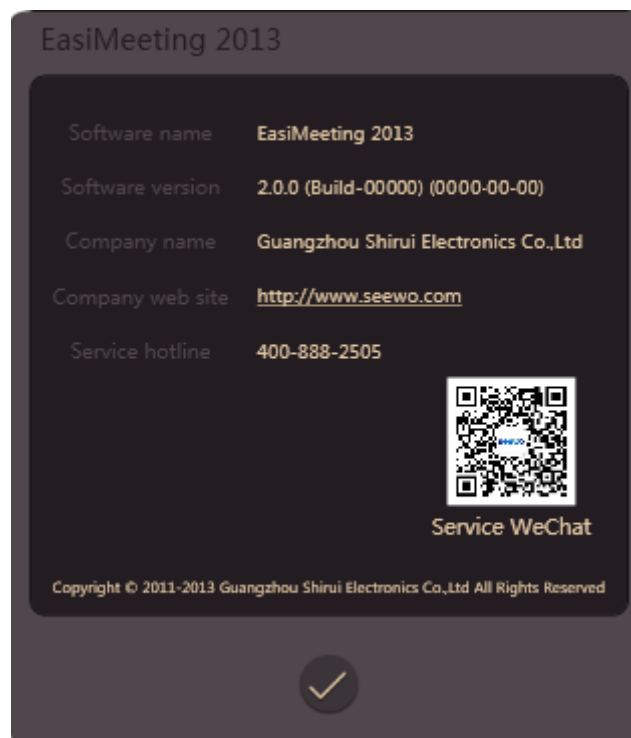 EasiMeeting 2013
Software name EasiMeeting 2013
Software version 2.0.0 (Build-00000) (0000-00-00)
Company name Guangzhou Shirui Electronics Co.,Ltd
Company web site http://www.seewo.com
Service hotline 400-888-2505
seewo
Service WeChat
Copyright © 2011-2013 Guangzhou Shirui Electronics Co.,Ltd All Rights Reserved